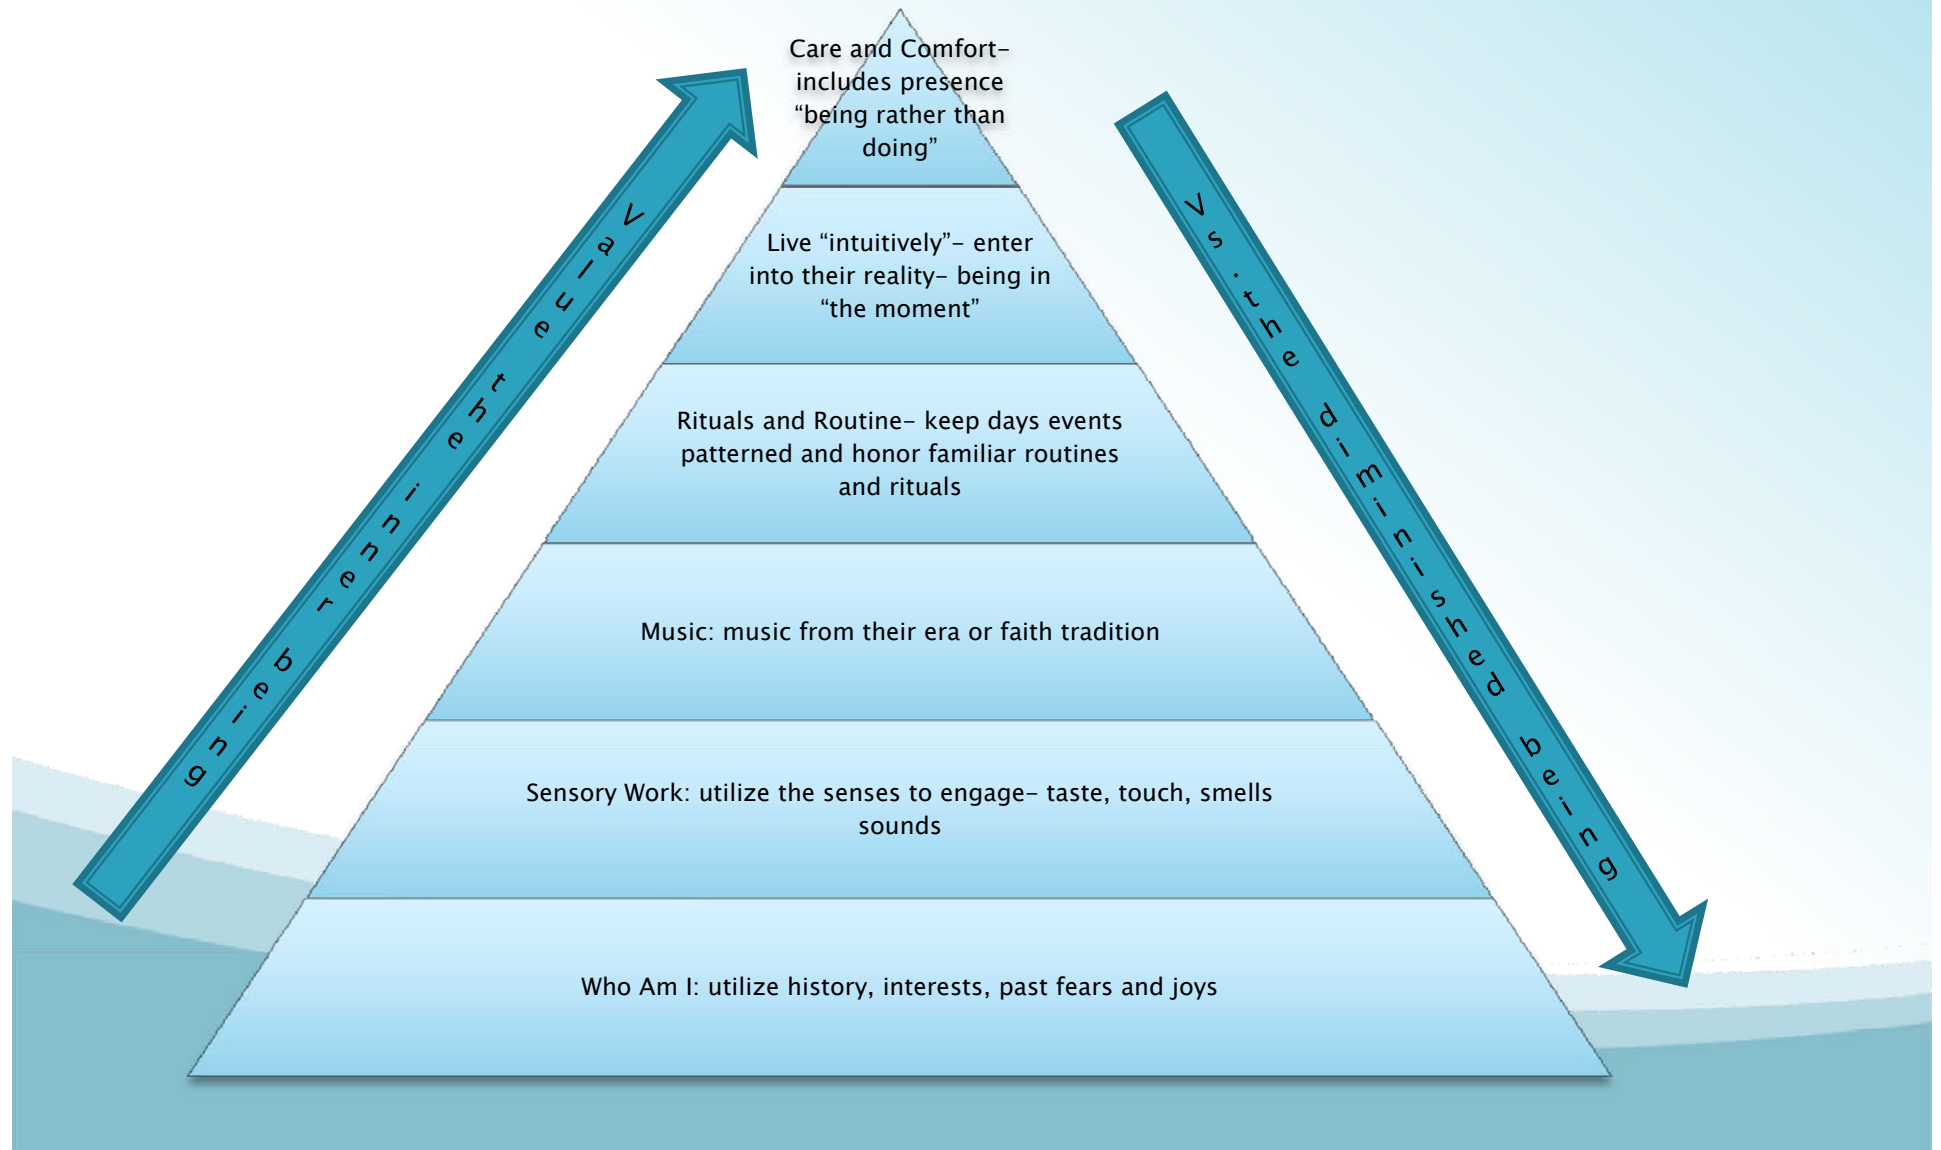 Care and Comfort–
includes presence
“being rather than
doing”
Live “intuitively”– enter
into their reality– being in
“the moment”
Rituals and Routine– keep days events
patterned and honor familiar routines
and rituals
Music: music from their era or faith tradition
Sensory Work: utilize the senses to engage– taste, touch, smells
sounds
Who Am I: utilize history, interests, past fears and joys
Value the inner being
Vs. the diminished being